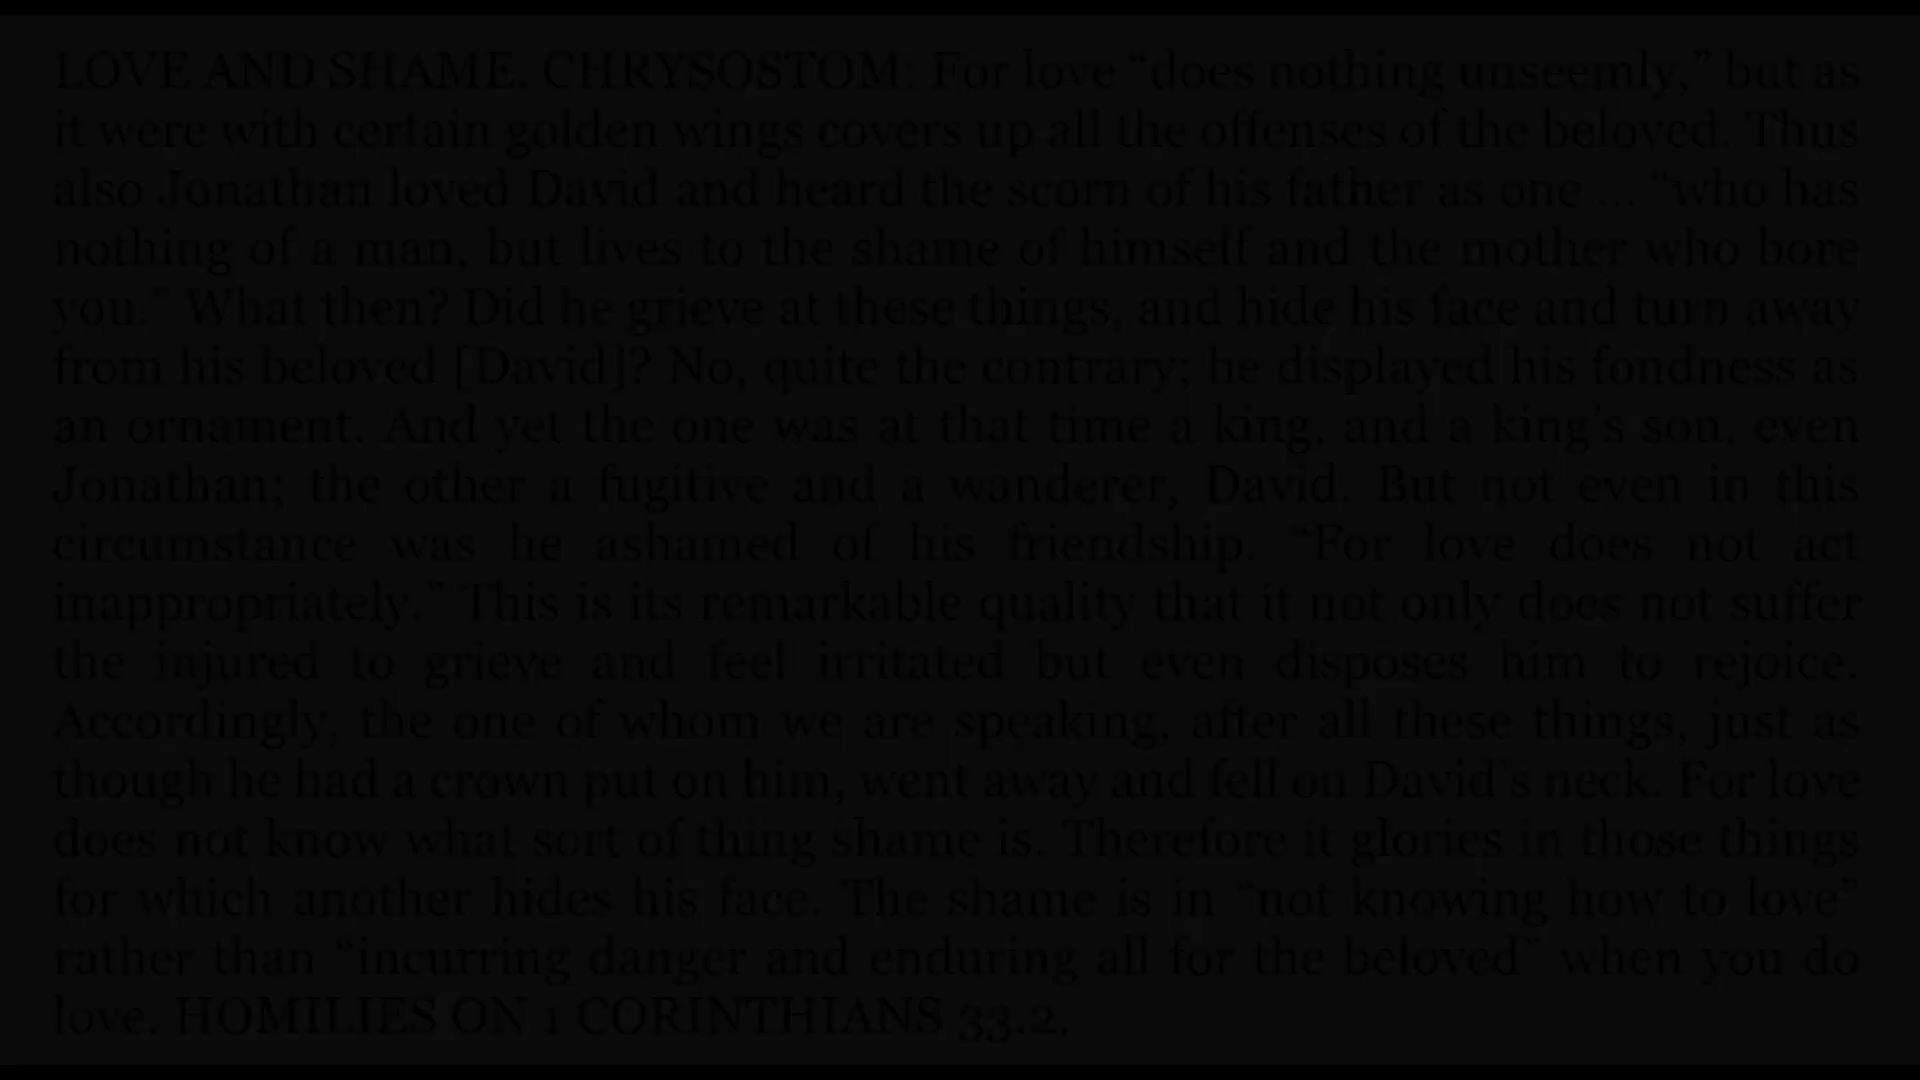 LOVE AND SHAME. CHRYSOSTOM: For love “does nothing unseemly,” but as
it were with certain golden wings covers up all the offenses of the beloved. Thus
also Jonathan loved David and heard the scorn of his father as one ... “who has
nothing of a man, but lives to the shame of himself and the mother who bore
you.” What then? Did he grieve at these things, and hide his face and turn away
from his beloved [David]? No, quite the contrary; he displayed his fondness as
an ornament. And yet the one was at that time a king, and a king’s son, even
Jonathan; the other a fugitive and a wanderer, David. But not even in this
circumstance was he ashamed of his friendship. “For love does not act
inappropriately.” This is its remarkable quality that it not only does not suffer
the injured to grieve and feel irritated but even disposes him to rejoice.
Accordingly, the one of whom we are speaking, after all these things, just as
though he had a crown put on him, went away and fell on David’s neck. For love
does not know what sort of thing shame is. Therefore it glories in those things
for which another hides his face. The shame is in “not knowing how to love”
rather than “incurring danger and enduring all for the beloved” when you do
love. HOMILIES ON 1 CORINTHIANS 33.2.